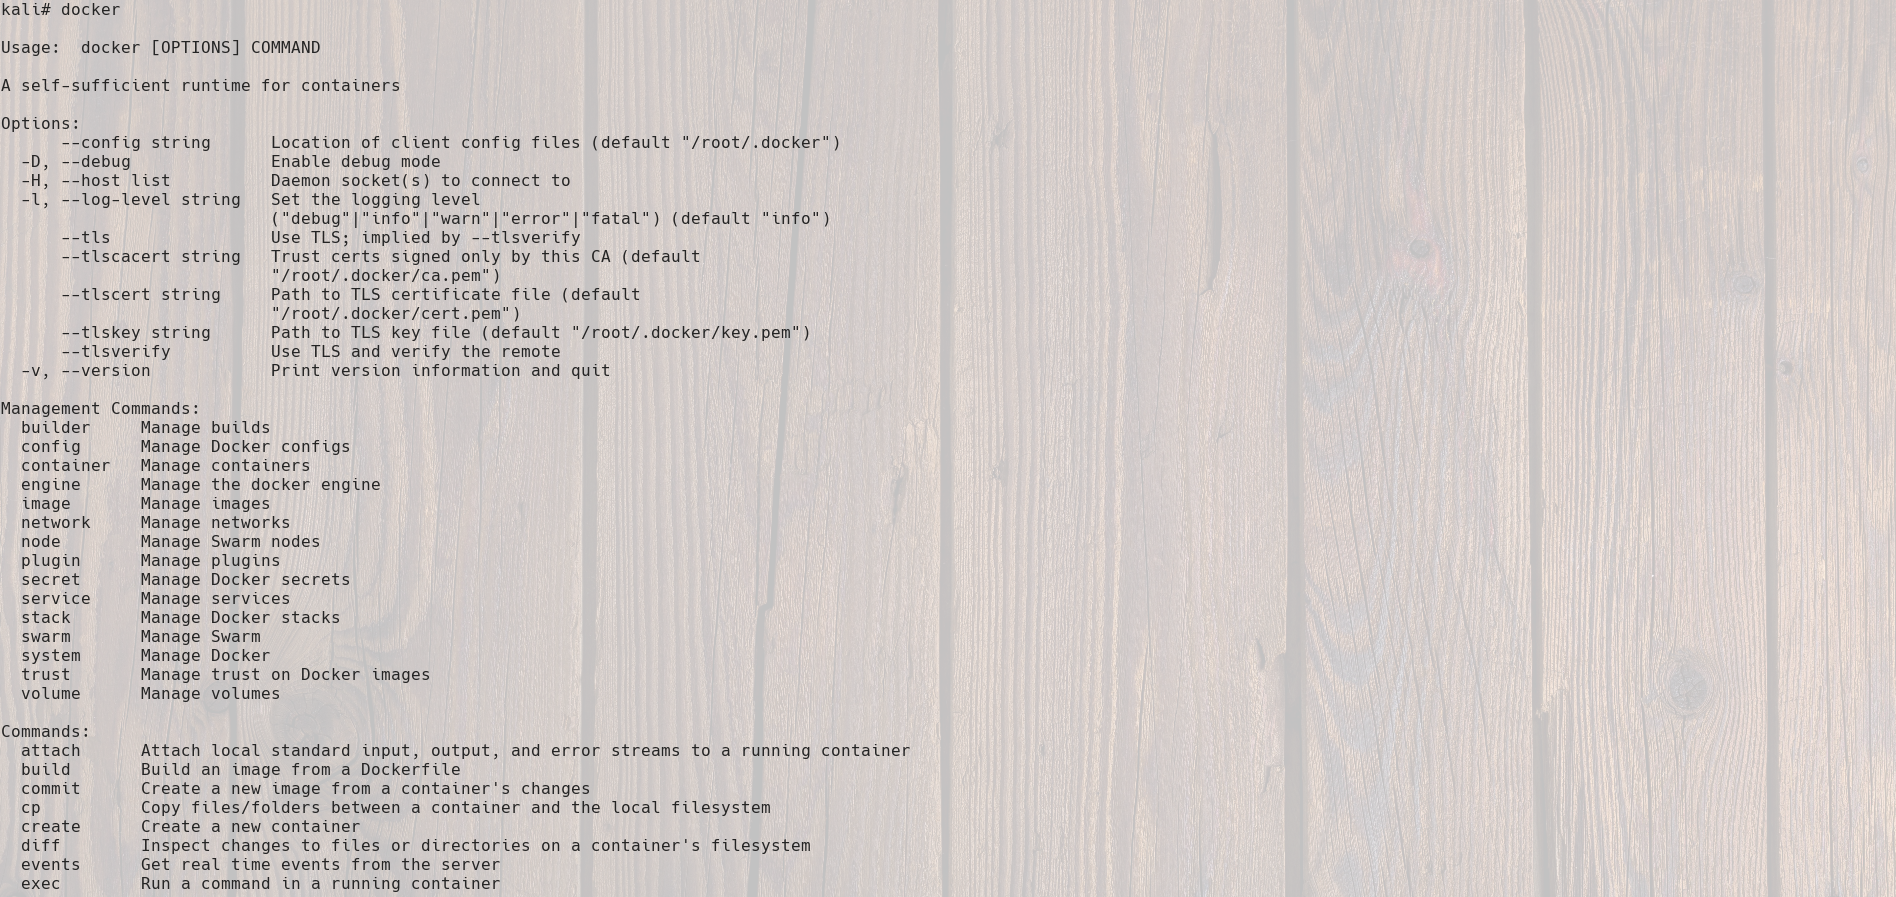 kali# docker

Usage:  docker [OPTIONS] COMMAND

A self-sufficient runtime for containers

Options:
      --config string      Location of client config files (default "/root/.docker")
  -D, --debug              Enable debug mode
  -H, --host list          Daemon socket(s) to connect to
  -l, --log-level string   Set the logging level
                           ("debug"|"info"|"warn"|"error"|"fatal") (default "info")
      --tls                Use TLS; implied by --tlsverify
      --tlscacert string   Trust certs signed only by this CA (default
                           "/root/.docker/ca.pem")
      --tlscert string     Path to TLS certificate file (default
                           "/root/.docker/cert.pem")
      --tlskey string      Path to TLS key file (default "/root/.docker/key.pem")
      --tlsverify          Use TLS and verify the remote
  -v, --version            Print version information and quit

Management Commands:
  builder     Manage builds
  config      Manage Docker configs
  container   Manage containers
  engine      Manage the docker engine
  image       Manage images
  network     Manage networks
  node        Manage Swarm nodes
  plugin      Manage plugins
  secret      Manage Docker secrets
  service     Manage services
  stack       Manage Docker stacks
  swarm       Manage Swarm
  system      Manage Docker
  trust       Manage trust on Docker images
  volume      Manage volumes

Commands:
  attach      Attach local standard input, output, and error streams to a running container
  build       Build an image from a Dockerfile
  commit      Create a new image from a container's changes
  cp          Copy files/folders between a container and the local filesystem
  create      Create a new container
  diff        Inspect changes to files or directories on a container's filesystem
  events      Get real time events from the server
  exec        Run a command in a running container